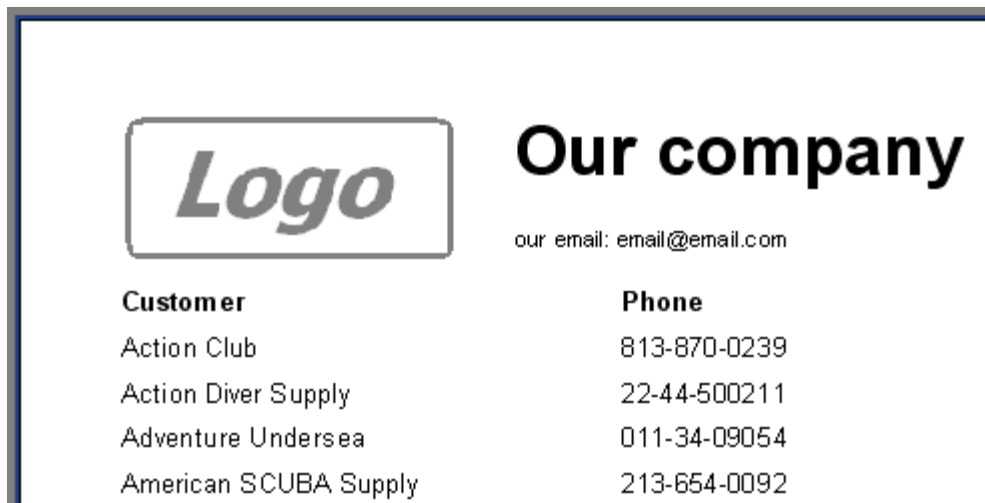 Logo
Our company
our email: email@email.com
Customer Phone
Action Club 813-870-0239
Action Diver Supply 22-44-500211
Adventure Undersea 011-34-09054
American SCUBA Supply 213-654-0092